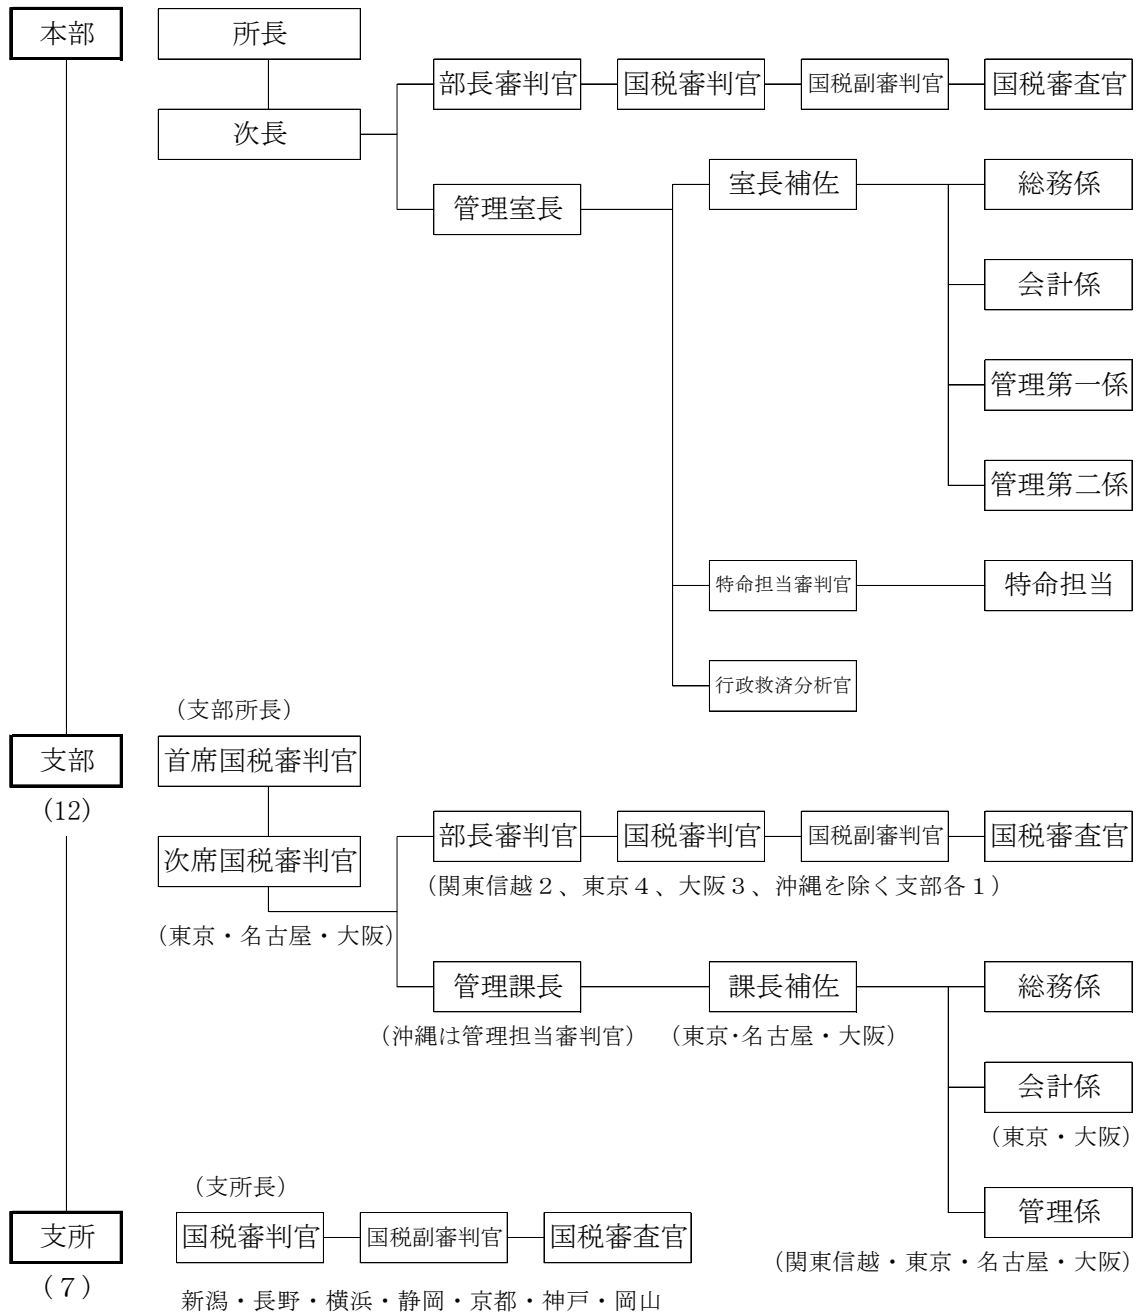 本部
所長
部長審判官
国税審判官
国税副審判官
国税審査官
次長
室長補佐
総務係
管理室長
会計係
管理第一係
管理第二係
特命担当審判官
特命担当
行政救済分析官
（支部所長）
支部
首席国税審判官
(12)
次席国税審判官
部長審判官
国税審判官
国税副審判官
国税審査官
（関東信越２、東京４、大阪３、沖縄を除く支部各１）
（東京・名古屋・大阪）
管理課長
課長補佐
総務係
（沖縄は管理担当審判官）
（東京・名古屋・大阪）
会計係
（東京・大阪）
（支所長）
支所
国税審判官
国税副審判官
国税審査官
管理係
（関東信越・東京・名古屋・大阪）
(７)
新潟・長野・横浜・静岡・京都・神戸・岡山